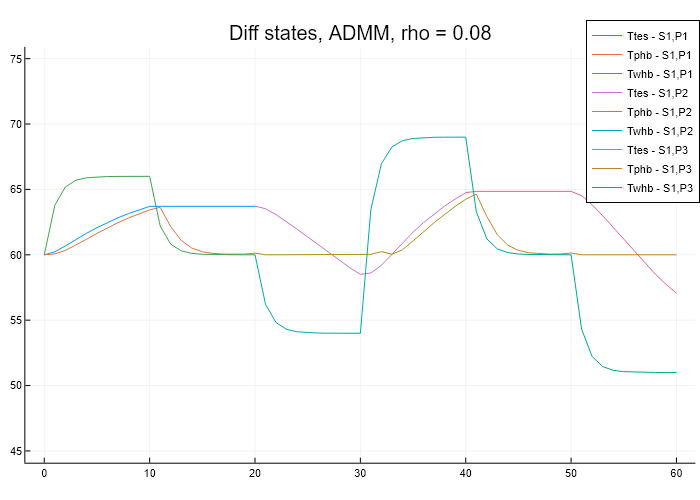 Diff states, ADMM, rho = 0.08
Ttes - S1,P1
Tphb - S1,P1
Twhb - S1,P1
Ttes - S1,P2
Tphb - S1,P2
Twhb - S1,P2
Ttes - S1,P3
Tphb - S1,P3
Twhb - S1,P3
75
70
65
60
55
50
45
0 10 20 30 40 50 60